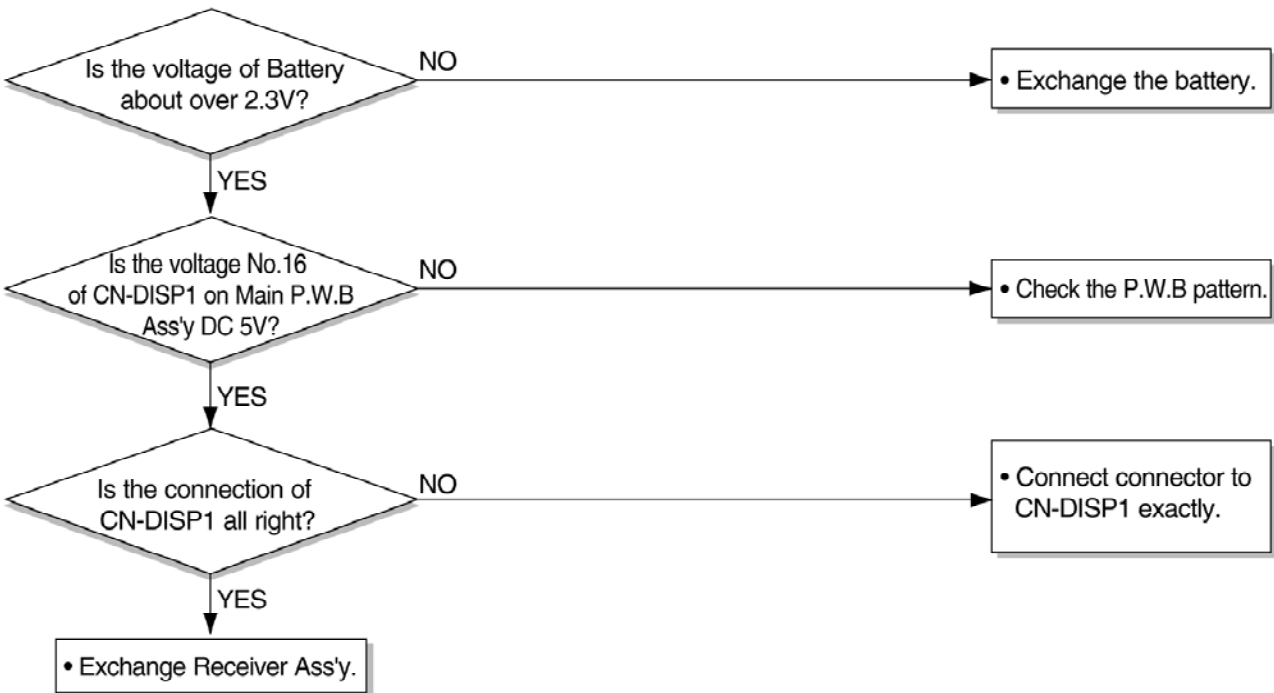 Is the voltage of Battery
about over 2.3V?
NO
• Exchange the battery.
YES
Is the voltage No.16
of CN-DISP1 on Main P.W.B
Ass'y DC 5V?
NO
• Check the P.W.B pattern.
YES
Is the connection of
CN-DISP1 all right?
NO
• Connect connector to
CN-DISP1 exactly.
YES
• Exchange Receiver Ass'y.